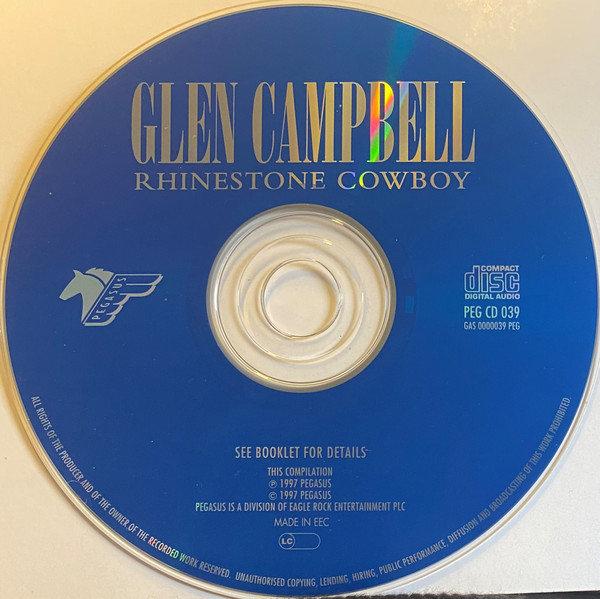 GLEN CAMPBELL
RHINESTONE COWBOY
PEGASUS
COMPACT
disc
DIGITAL AUDIO
PEG CD 039
GAS 0000039 PEG
SEE BOOKLET FOR DETAILS
THIS COMPILATION
℗ 1997 PEGASUS
© 1997 PEGASUS
PEGASUS IS A DIVISION OF EAGLE ROCK ENTERTAINMENT PLC
MADE IN EEC
LC
ALL RIGHTS OF THE PRODUCER AND OF THE OWNER OF THE RECORDED WORK RESERVED. UNAUTHORISED COPYING, LENDING, HIRING, PUBLIC PERFORMANCE, DIFFUSION AND BROADCASTING OF THIS WORK PROHIBITED.